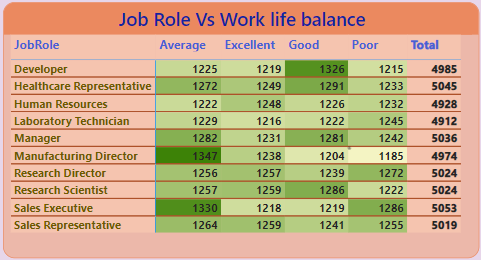 Job Role Vs Work life balance
JobRole Average Excellent Good Poor Total
Developer 1225 1219 1326 1215 4985
Healthcare Representative 1272 1249 1291 1233 5045
Human Resources 1222 1248 1226 1232 4928
Laboratory Technician 1229 1216 1222 1245 4912
Manager 1282 1231 1281 1242 5036
Manufacturing Director 1347 1238 1204 1185 4974
Research Director 1256 1257 1239 1272 5024
Research Scientist 1257 1259 1286 1222 5024
Sales Executive 1330 1218 1219 1286 5053
Sales Representative 1264 1259 1241 1255 5019